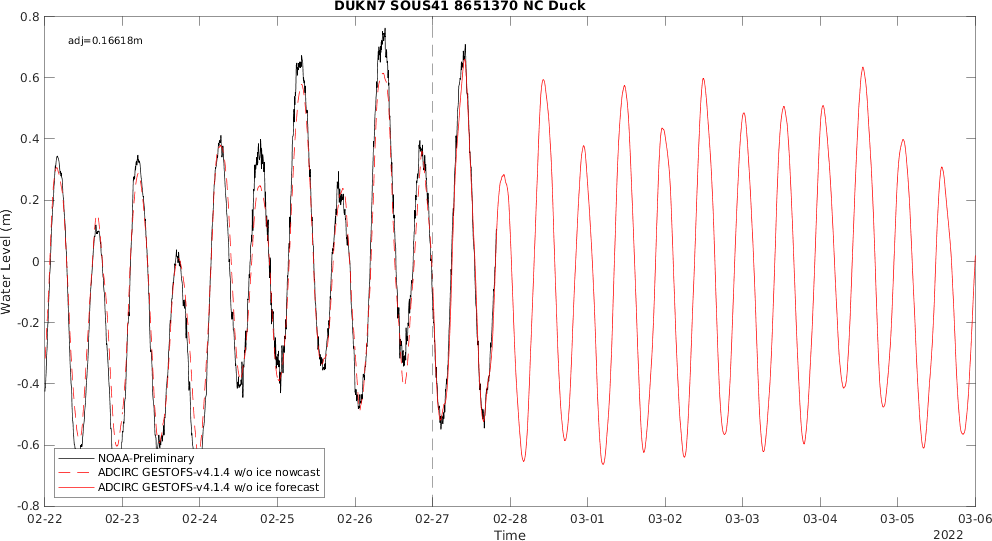 DUKN7 SOUS41 8651370 NC Duck
adj=0.16618m
0.8
0.6
0.4
0.2
0
-0.2
-0.4
-0.6
-0.8
Water Level (m)
NOAA-Preliminary
ADCIRC GESTOFS-v4.1.4 w/o ice nowcast
ADCIRC GESTOFS-v4.1.4 w/o ice forecast
02-22 02-23 02-24 02-25 02-26 02-27 02-28 03-01 03-02 03-03 03-04 03-05 03-06
Time
2022